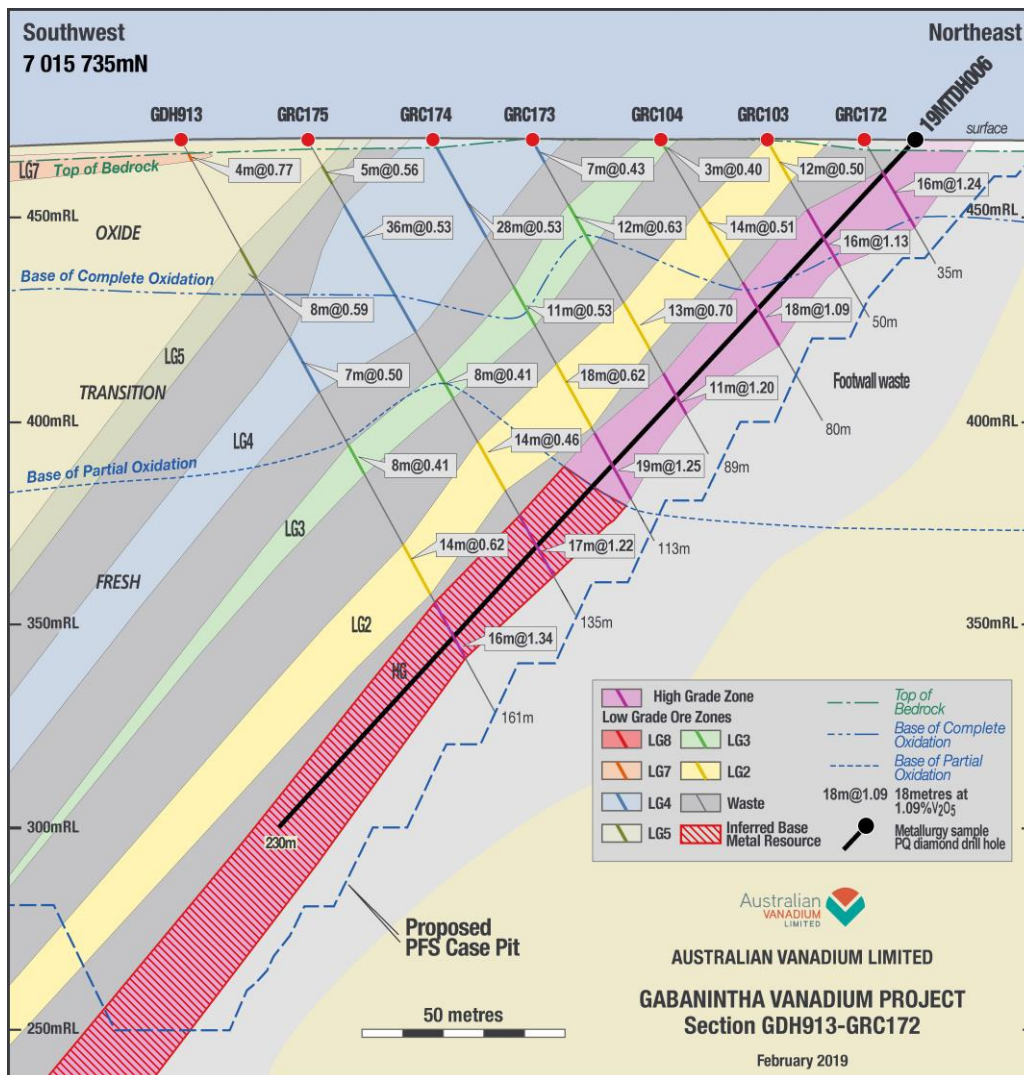 Southwest
Northeast
7 015 735mN
19MTDH006
GDH913
GRC175
GRC174
GRC173
GRC104
GRC103
GRC172
surface
LG7
Top of Bedrock
4m@0.77
5m@0.56
7m@0.43
3m@0.40
12m@0.50
16m@1.24
450mRL
OXIDE
36m@0.53
28m@0.53
12m@0.63
14m@0.51
16m@1.13
450mRL
35m
Base of Complete Oxidation
8m@0.59
11m@0.53
13m@0.70
18m@1.09
50m
LG5
TRANSITION
7m@0.50
8m@0.41
18m@0.62
11m@1.20
Footwall waste
80m
400mRL
LG4
400mRL
Base of Partial Oxidation
8m@0.41
14m@0.46
19m@1.25
89m
LG3
14m@0.62
17m@1.22
113m
FRESH
LG2
135m
350mRL
350mRL
HG
16m@1.34
161m
300mRL
230m
High Grade Zone
Low Grade Ore Zones
LG8
LG3
LG7
LG2
LG4
Waste
LG5
Inferred Base
Metal Resource
Top of
Bedrock
Base of Complete
Oxidation
Base of Partial
Oxidation
18m@1.09
18metres at
1.09%V₂O₅
Metallurgy sample
PQ diamond drill hole
Proposed
PFS Case Pit
Australian
VANADIUM
LIMITED
AUSTRALIAN VANADIUM LIMITED
50 metres
GABANINTHA VANADIUM PROJECT
Section GDH913-GRC172
250mRL
February 2019